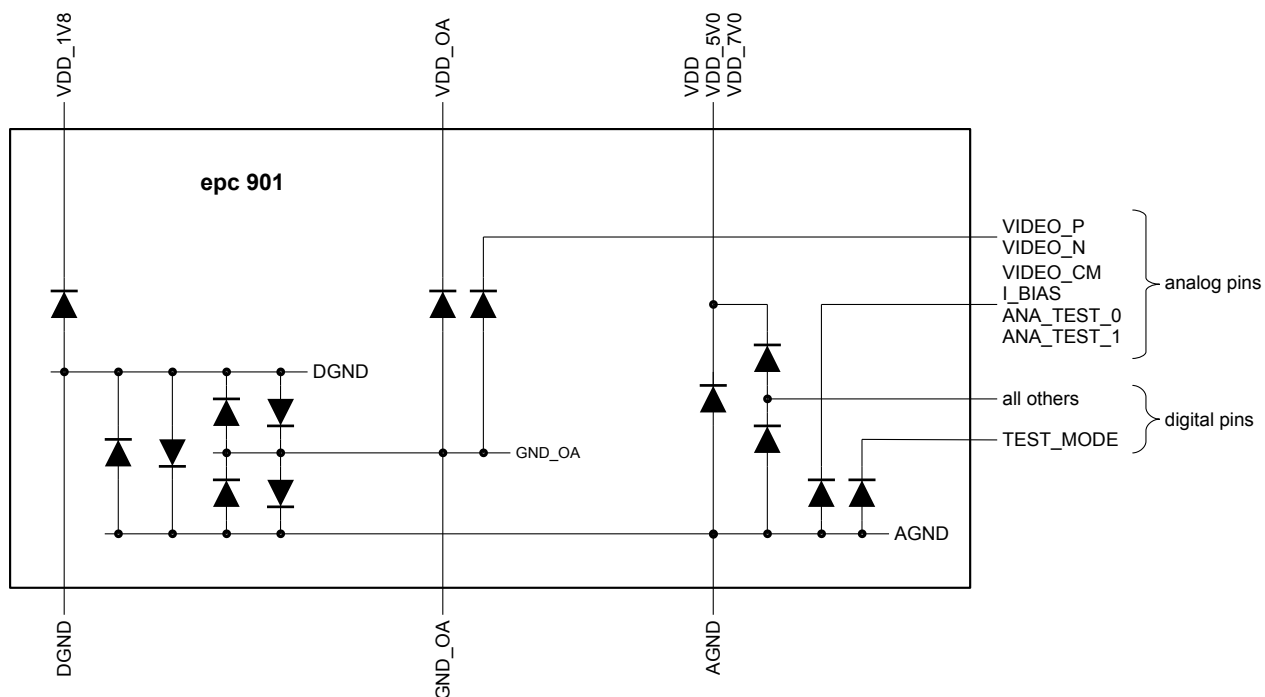 VDD_1V8
VDD_OA
VDD
VDD_5V0
VDD_7V0
epc 901
VIDEO_P
VIDEO_N
VIDEO_CM
I_BIAS
ANA_TEST_0
ANA_TEST_1
analog pins
DGND
all others
digital pins
TEST_MODE
GND_OA
AGND
DGND
GND_OA
AGND